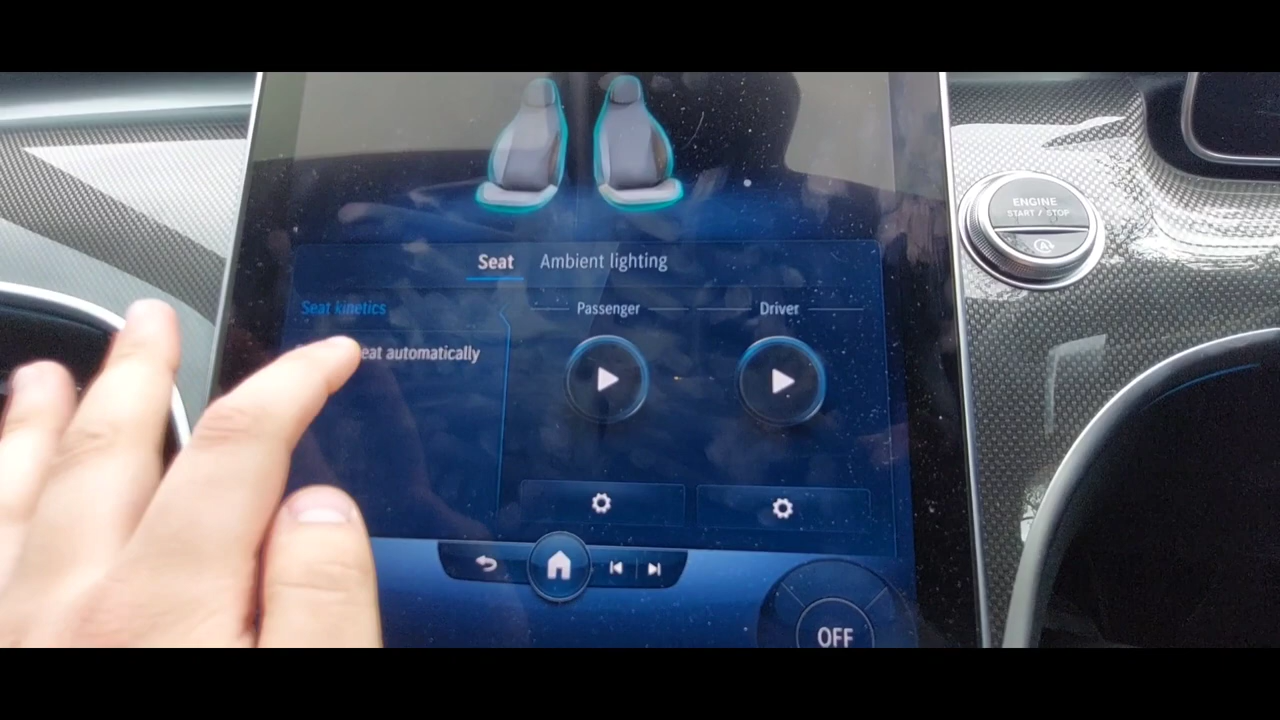 ENGINE
START / STOP
A
Seat
Ambient lighting
Seat kinetics
Passenger
Driver
eat automatically
OFF